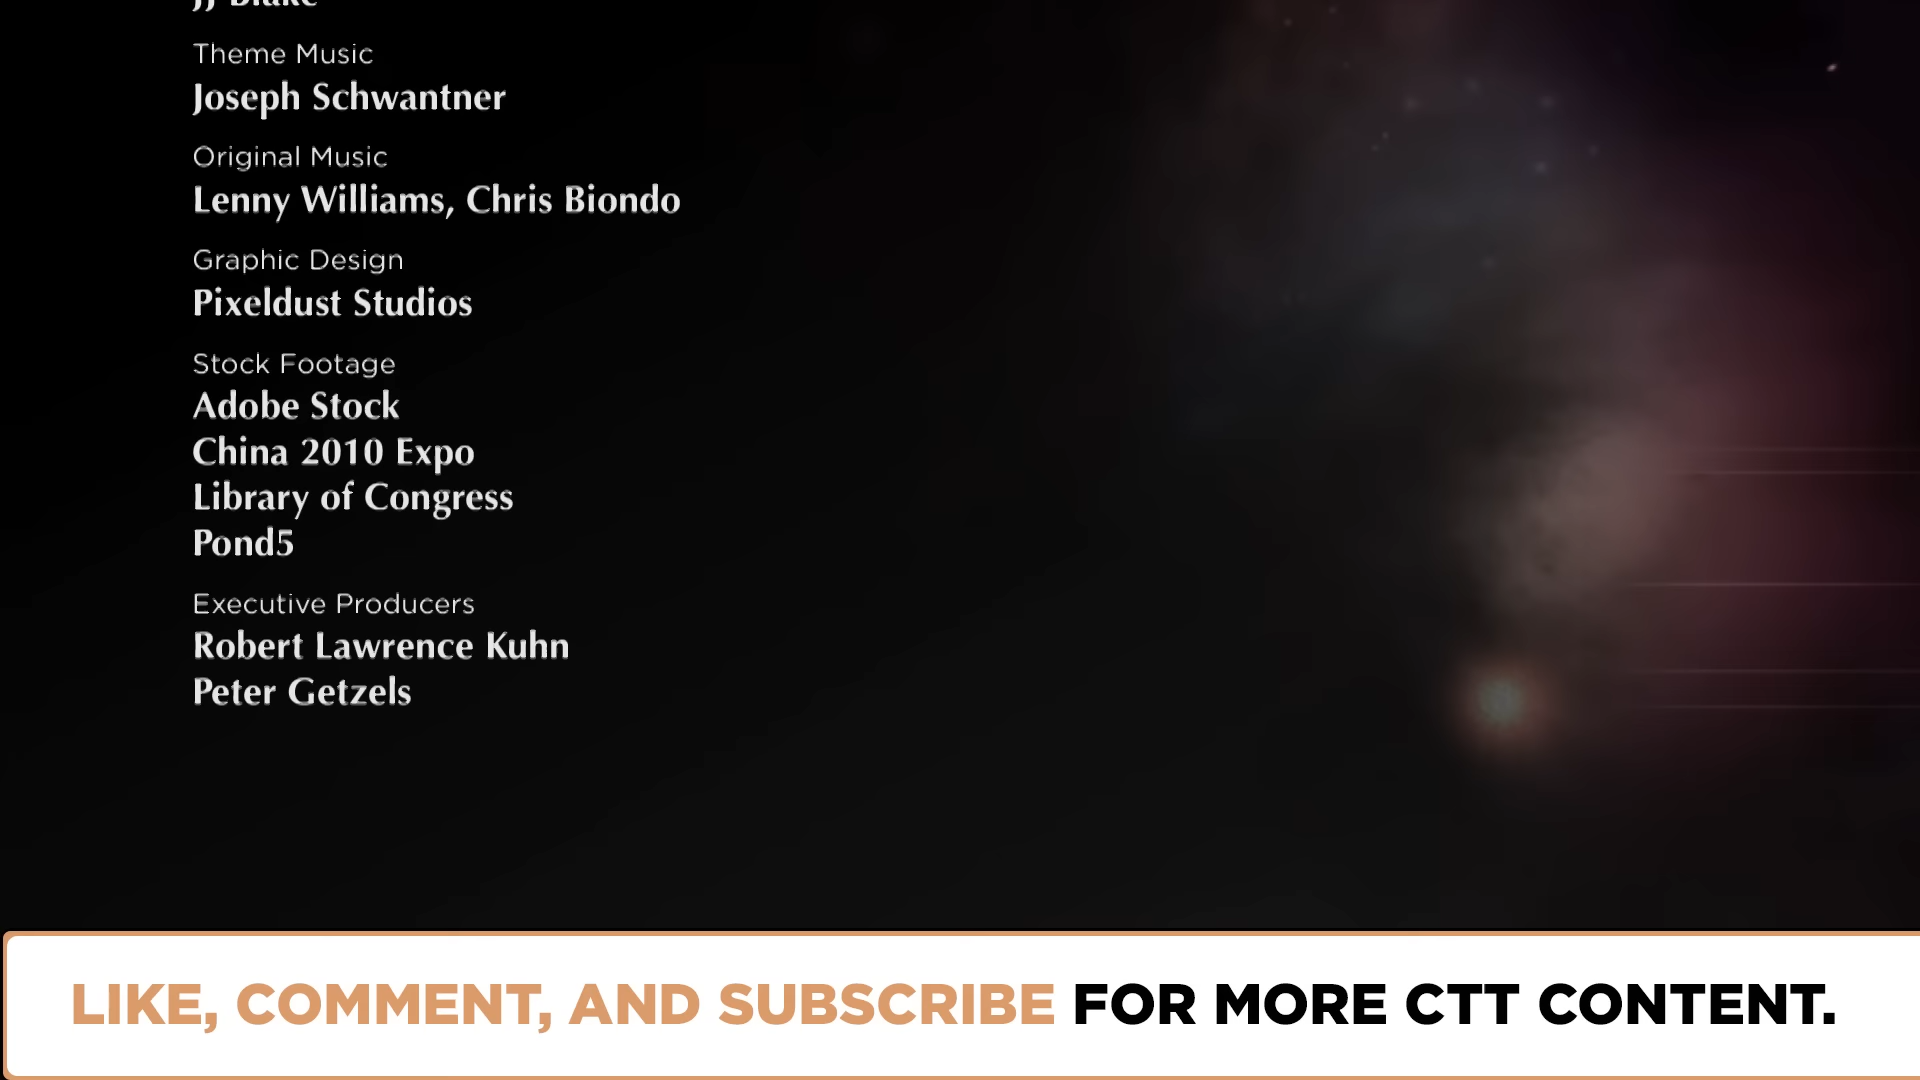 JJ Blake
Theme Music
Joseph Schwantner
Original Music
Lenny Williams, Chris Biondo
Graphic Design
Pixeldust Studios
Stock Footage
Adobe Stock
China 2010 Expo
Library of Congress
Pond5
Executive Producers
Robert Lawrence Kuhn
Peter Getzels
LIKE, COMMENT, AND SUBSCRIBE FOR MORE CTT CONTENT.